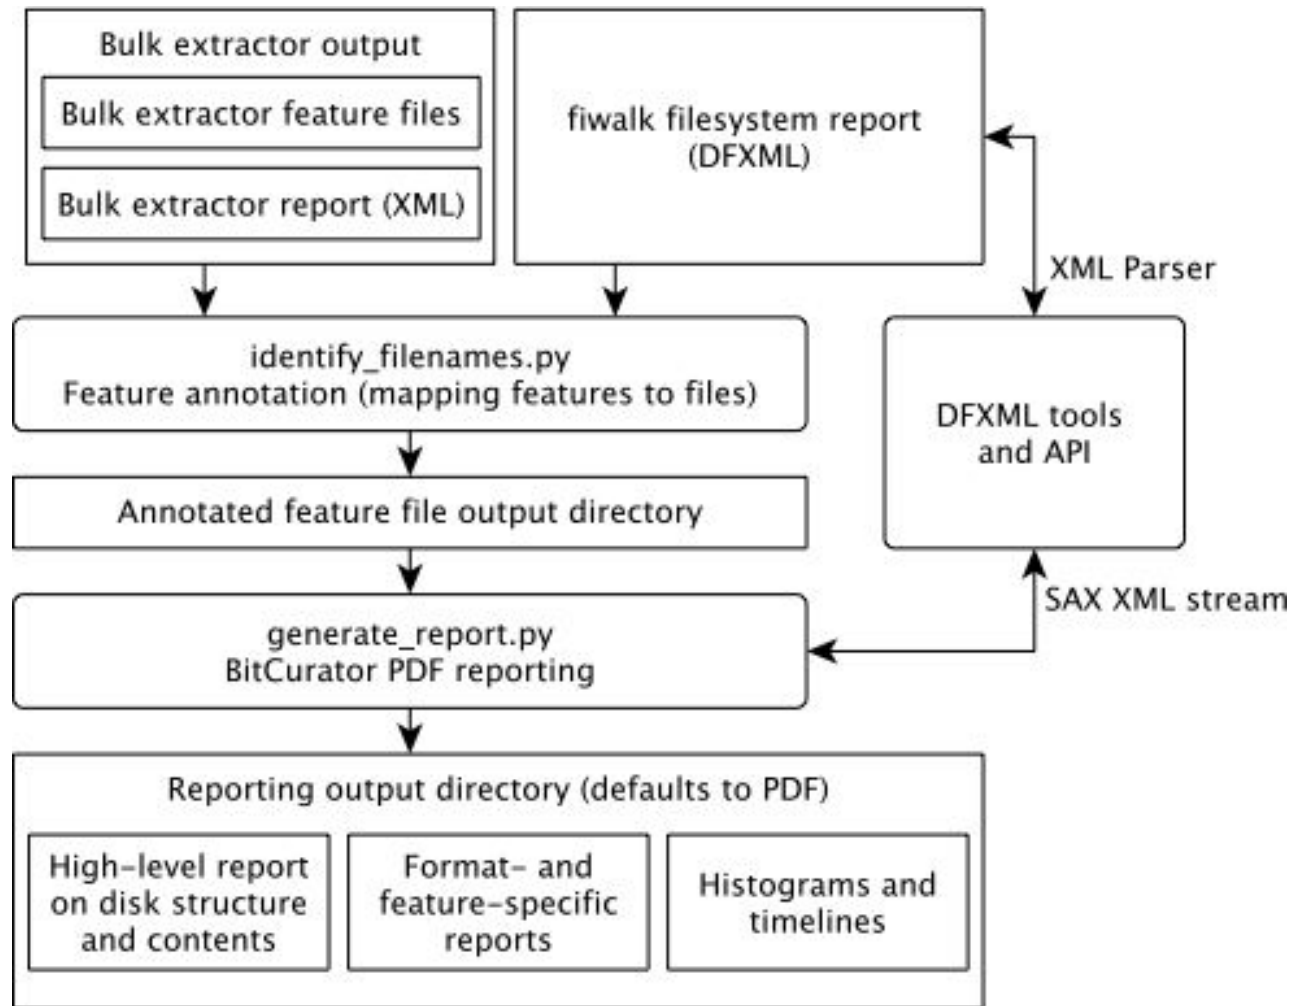 Bulk extractor output
Bulk extractor feature files
Bulk extractor report (XML)
fiwalk filesystem report
(DFXML)
XML Parser
identify_filenames.py
Feature annotation (mapping features to files)
DFXML tools
and API
Annotated feature file output directory
SAX XML stream
generate_report.py
BitCurator PDF reporting
Reporting output directory (defaults to PDF)
High-level report
on disk structure
and contents
Format- and
feature-specific
reports
Histograms and
timelines